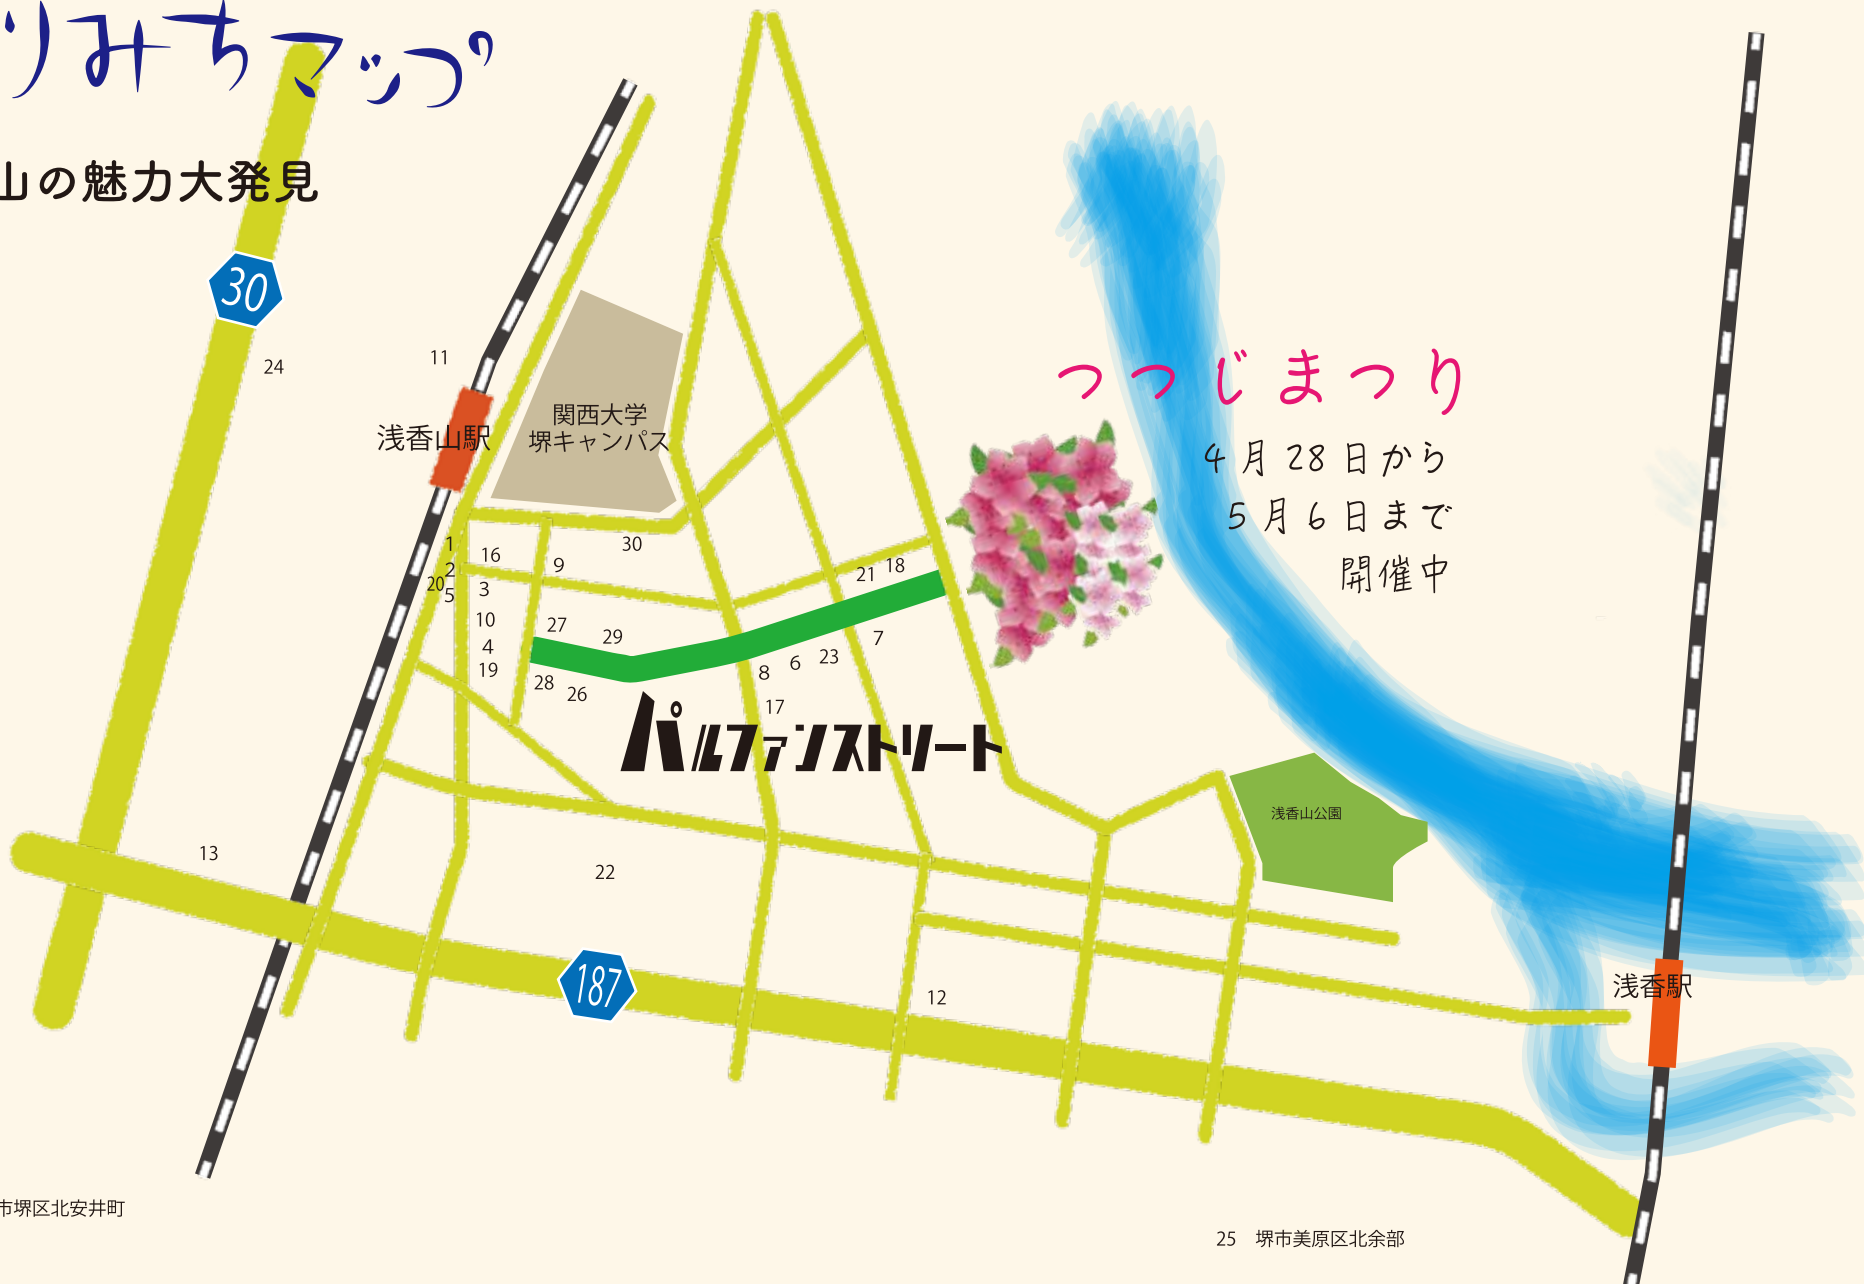 りみちマップ
山の魅力大発見
30
24
11
浅香山駅
関西大学
堺キャンパス
つつじまつり
4月28日から
5月6日まで
開催中
1
16
9
30
2
20
3
5
21
18
10
27
29
4
19
28
26
8
6
23
7
17
パルファンストリート
浅香山公園
13
22
187
12
浅香駅
市堺区北安井町
25 堺市美原区北余部